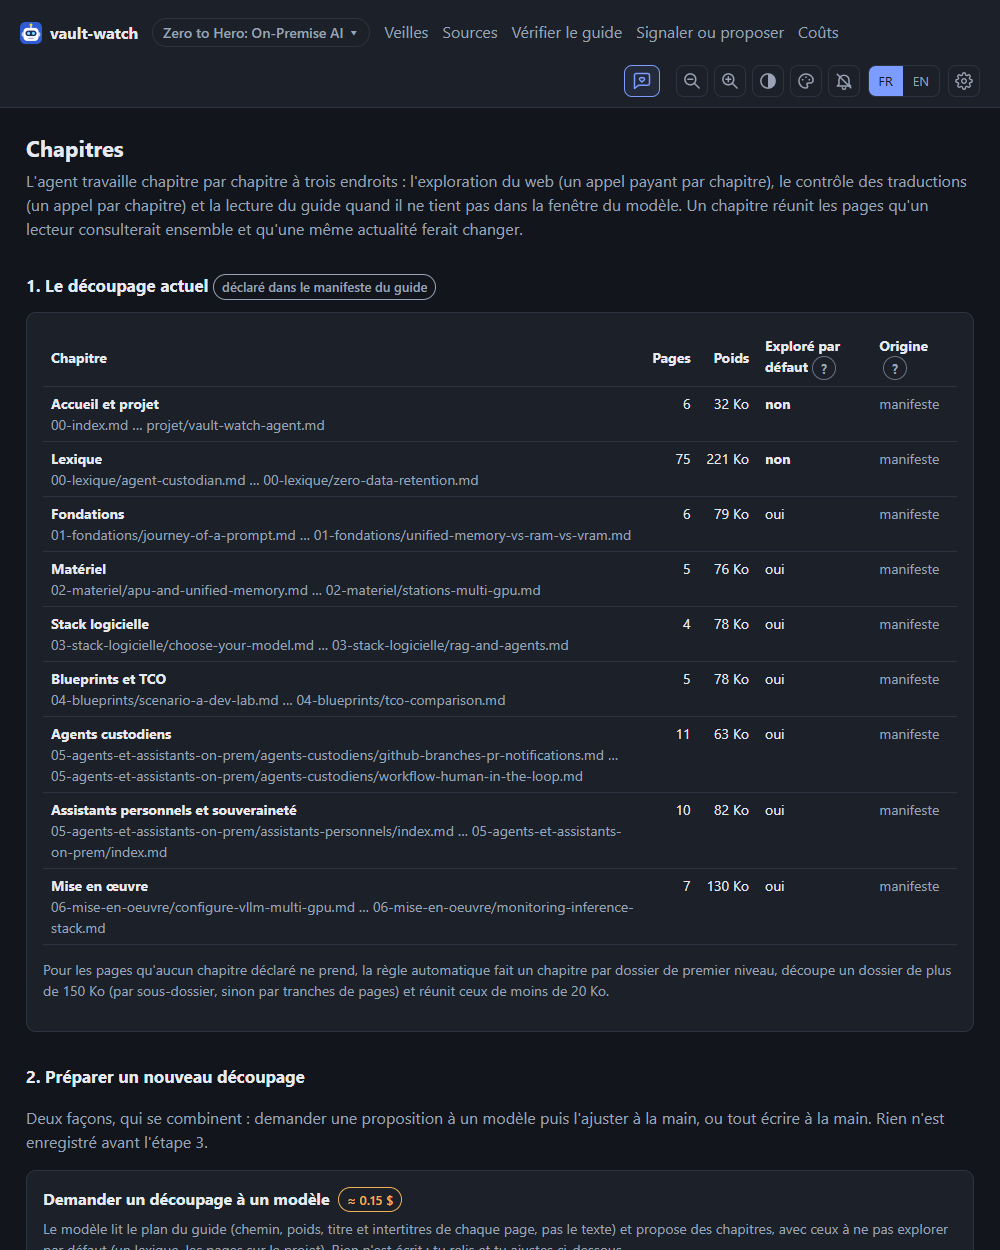 vault-watch
Zero to Hero: On-Premise AI ▾
Veilles
Sources
Vérifier le guide
Signaler ou proposer
Coûts
FR
EN
Chapitres
L'agent travaille chapitre par chapitre à trois endroits : l'exploration du web (un appel payant par chapitre), le contrôle des traductions
(un appel par chapitre) et la lecture du guide quand il ne tient pas dans la fenêtre du modèle. Un chapitre réunit les pages qu'un
lecteur consulterait ensemble et qu'une même actualité ferait changer.
1. Le découpage actuel
déclaré dans le manifeste du guide
Chapitre Pages Poids Exploré par défaut ? Origine ?
Accueil et projet 6 32 Ko non manifeste
00-index.md ... projet/vault-watch-agent.md
Lexique 75 221 Ko non manifeste
00-lexique/agent-custodian.md ... 00-lexique/zero-data-retention.md
Fondations 6 79 Ko oui manifeste
01-fondations/journey-of-a-prompt.md ... 01-fondations/unified-memory-vs-ram-vs-vram.md
Matériel 5 76 Ko oui manifeste
02-materiel/apu-and-unified-memory.md ... 02-materiel/stations-multi-gpu.md
Stack logicielle 4 78 Ko oui manifeste
03-stack-logicielle/choose-your-model.md ... 03-stack-logicielle/rag-and-agents.md
Blueprints et TCO 5 78 Ko oui manifeste
04-blueprints/scenario-a-dev-lab.md ... 04-blueprints/tco-comparison.md
Agents custodiens 11 63 Ko oui manifeste
05-agents-et-assistants-on-prem/agents-custodiens/github-branches-pr-notifications.md ...
05-agents-et-assistants-on-prem/agents-custodiens/workflow-human-in-the-loop.md
Assistants personnels et souveraineté 10 82 Ko oui manifeste
05-agents-et-assistants-on-prem/assistants-personnels/index.md ... 05-agents-et-assistants-
on-prem/index.md
Mise en œuvre 7 130 Ko oui manifeste
06-mise-en-oeuvre/configure-vllm-multi-gpu.md ... 06-mise-en-oeuvre/monitoring-inference-
stack.md
Pour les pages qu'aucun chapitre déclaré ne prend, la règle automatique fait un chapitre par dossier de premier niveau, découpe un dossier de plus
de 150 Ko (par sous-dossier, sinon par tranches de pages) et réunit ceux de moins de 20 Ko.
2. Préparer un nouveau découpage
Deux façons, qui se combinent : demander une proposition à un modèle puis l'ajuster à la main, ou tout écrire à la main. Rien n'est
enregistré avant l'étape 3.
Demander un découpage à un modèle ≈ 0.15 $
Le modèle lit le plan du guide (chemin, poids, titre et intertitres de chaque page, pas le texte) et propose des chapitres, avec ceux à ne pas explorer
par défaut (un lexique, les pages sur le projet). Rien n'est écrit : tu relis et tu ajustes ci-dessous.